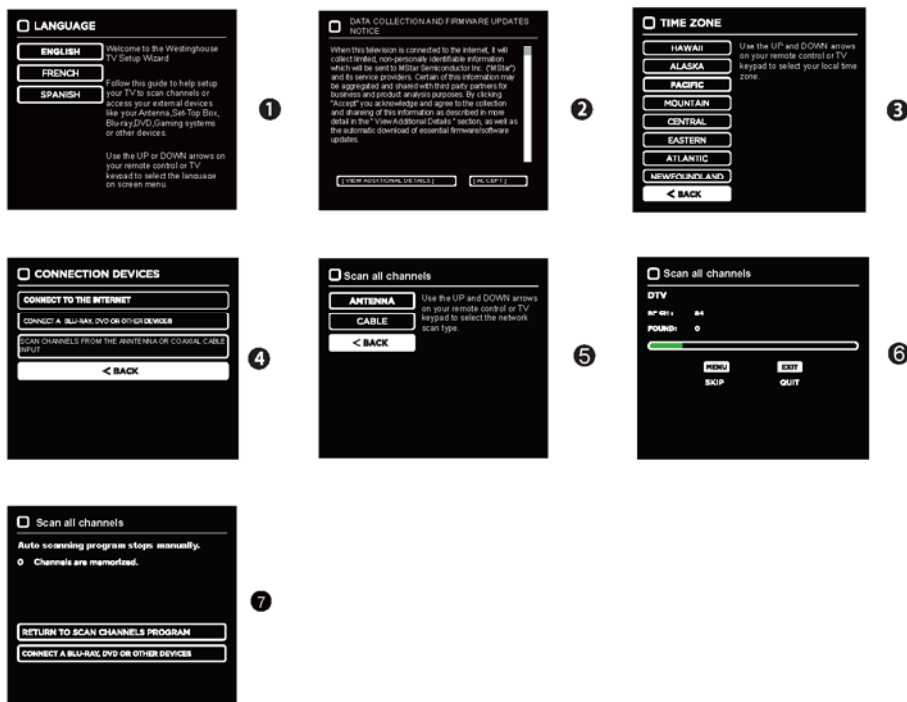 LANGUAGE
ENGLISH
FRENCH
SPANISH
Welcome to the Westinghouse
TV Setup Wizard
Follow this guide to help setup
your TV to scan channels or
access your external devices
like your Antenna,Set-Top Box,
Blu-ray,DVD,Gaming systems
or other devices.
Use the UP or DOWN arrows on
your remote control or TV
keypad to select the language
on screen menu.
1
DATA COLLECTION AND FIRMWARE UPDATES
NOTICE
When this television is connected to the internet, it will
collect limited, non-personally identifiable information
which will be sent to MStar Semiconductor Inc. ("MStar")
and its service providers. Certain of this information may
be aggregated and shared with third party partners for
business and product analysis purposes. By clicking
"Accept" you acknowledge and agree to the collection
and shareing of this information as described in more
detail in the "View Additional Details " section, as well as
the automatic download of essential firmware/software
updates.
[ VIEW ADDITIONAL DETAILS ]
[ ACCEPT ]
2
TIME ZONE
HAWAII
ALASKA
PACIFIC
MOUNTAIN
CENTRAL
EASTERN
ATLANTIC
NEWFOUNDLAND
< BACK
Use the UP and DOWN arrows
on your remote control or TV
keypad to select your local time
zone.
3
CONNECTION DEVICES
CONNECT TO THE INTERNET
CONNECT A BLU-RAY, DVD OR OTHER DEVICES
SCAN CHANNELS FROM THE ANNTENNA OR COAXIAL CABLE
INPUT
< BACK
4
Scan all channels
ANTENNA
CABLE
< BACK
Use the UP and DOWN arrows
on your remote control or TV
keypad to select the network
scan type.
5
Scan all channels
DTV
RF CH : 84
FOUND: 0
MENU EXIT
SKIP QUIT
6
Scan all channels
Auto scanning program stops manually.
0 Channels are memorized.
RETURN TO SCAN CHANNELS PROGRAM
CONNECT A BLU-RAY, DVD OR OTHER DEVICES
7